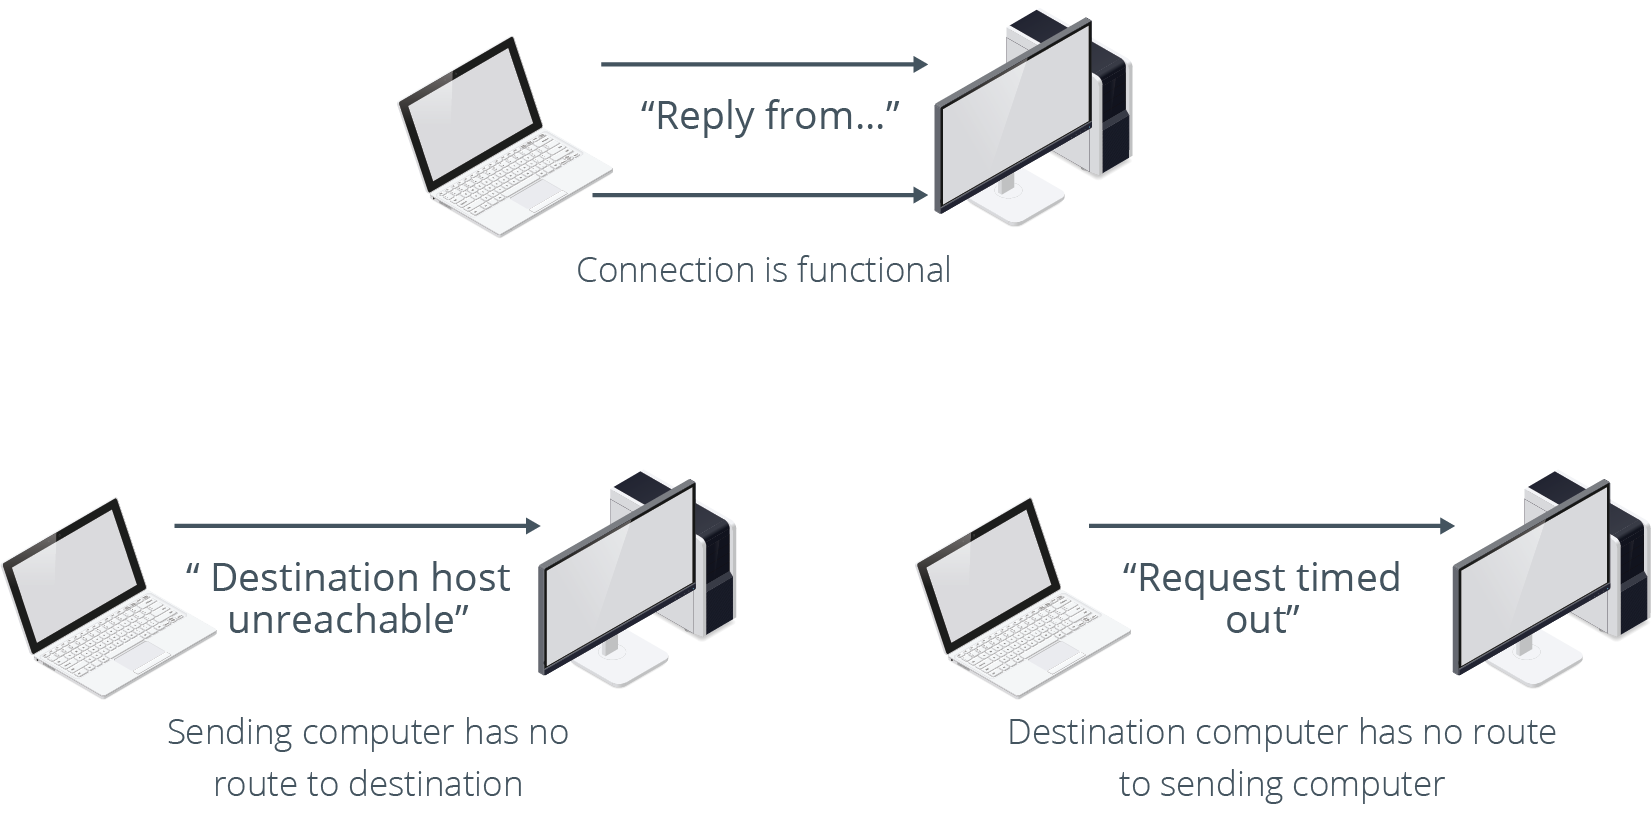 “Reply from...”
Connection is functional
“ Destination host
unreachable”
Sending computer has no
route to destination
“Request timed
out”
Destination computer has no route
to sending computer